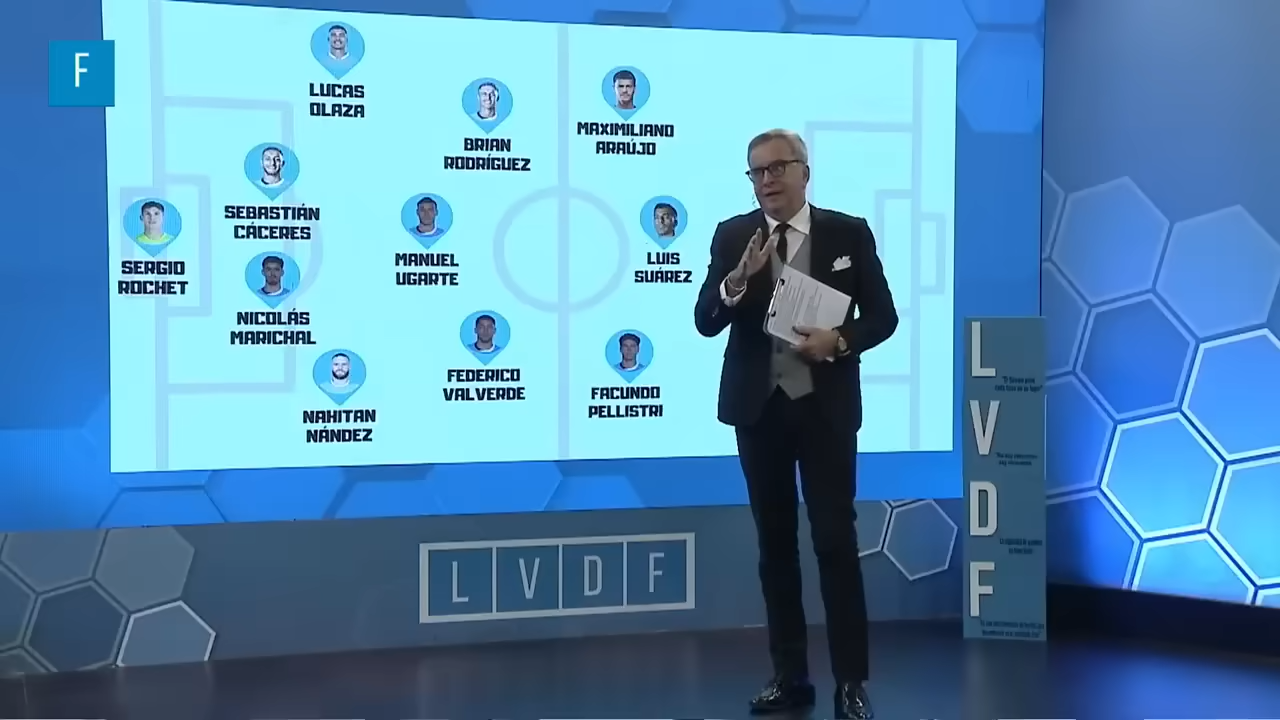 F
LUCAS
OLAZA
BRIAN
RODRÍGUEZ
MAXIMILIANO
ARAÚJO
SEBASTIÁN
CÁCERES
SERGIO
ROCHET
MANUEL
UGARTE
LUIS
SUÁREZ
NICOLÁS
MARICHAL
FEDERICO
VALVERDE
FACUNDO
PELLISTRI
NAHITAN
NÁNDEZ
L
V
D
F
L V D F